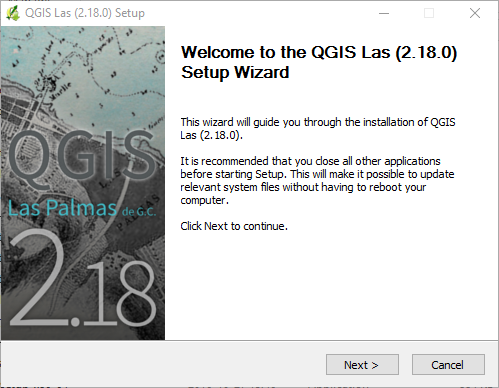 QGIS Las (2.18.0) Setup
Welcome to the QGIS Las (2.18.0)
Setup Wizard
This wizard will guide you through the installation of QGIS
Las (2.18.0).
It is recommended that you close all other applications
before starting Setup. This will make it possible to update
relevant system files without having to reboot your
computer.
Click Next to continue.
QGIS
Las Palmas de G.C.
2.18
Next >
Cancel